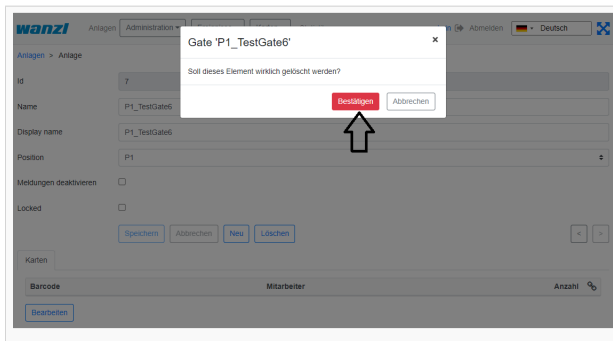 wanzl Anlagen Administration Abmelden Deutsch
Gate 'P1_TestGate6' ×
Anlagen > Anlage
Soll dieses Element wirklich gelöscht werden?
Id 7
Bestätigen Abbrechen
Name P1_TestGate6
Display name P1_TestGate6
Position P1
Meldungen deaktivieren
Locked
Speichern Abbrechen Neu Löschen < >
Karten
Barcode Mitarbeiter Anzahl
Bearbeiten